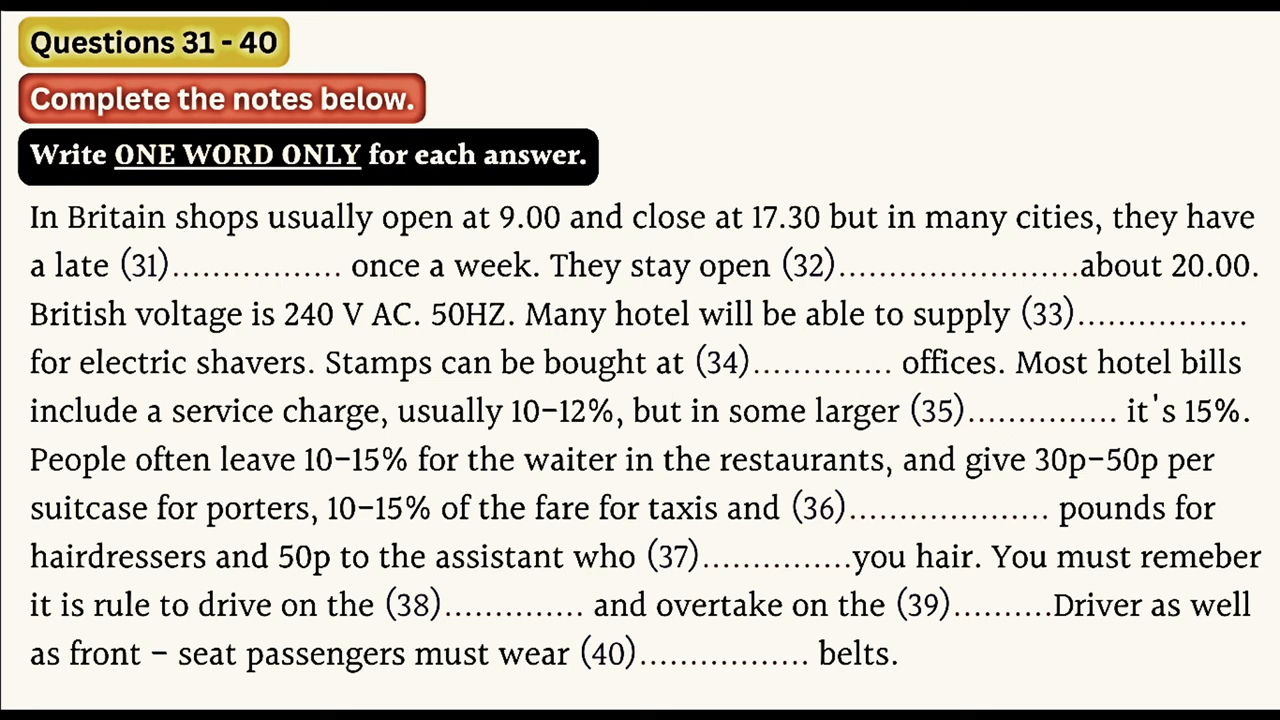 Questions 31 - 40
Complete the notes below.
Write ONE WORD ONLY for each answer.
In Britain shops usually open at 9.00 and close at 17.30 but in many cities, they have
a late (31)................. once a week. They stay open (32)........................about 20.00.
British voltage is 240 V AC. 50HZ. Many hotel will be able to supply (33).................
for electric shavers. Stamps can be bought at (34).............. offices. Most hotel bills
include a service charge, usually 10–12%, but in some larger (35)............... it's 15%.
People often leave 10–15% for the waiter in the restaurants, and give 30p–50p per
suitcase for porters, 10–15% of the fare for taxis and (36).................... pounds for
hairdressers and 50p to the assistant who (37)...............you hair. You must remeber
it is rule to drive on the (38).............. and overtake on the (39)..........Driver as well
as front – seat passengers must wear (40)................. belts.